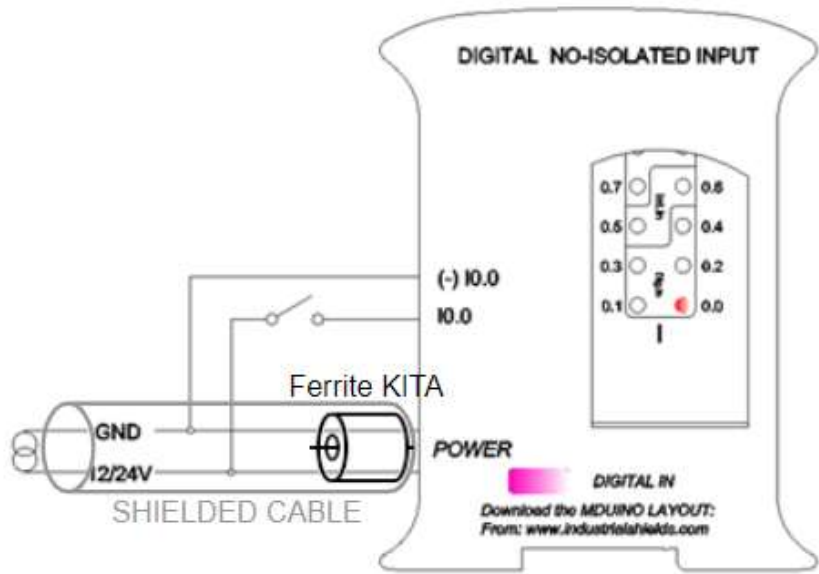 DIGITAL NO-ISOLATED INPUT
0.7 0.6
0.5 0.4
0.3 0.2
0.1 0.0
I
(-) I0.0
I0.0
Ferrite KITA
GND
12/24V
POWER
SHIELDED CABLE
DIGITAL IN
Download the MDUINO LAYOUT:
From: www.industrialshields.com